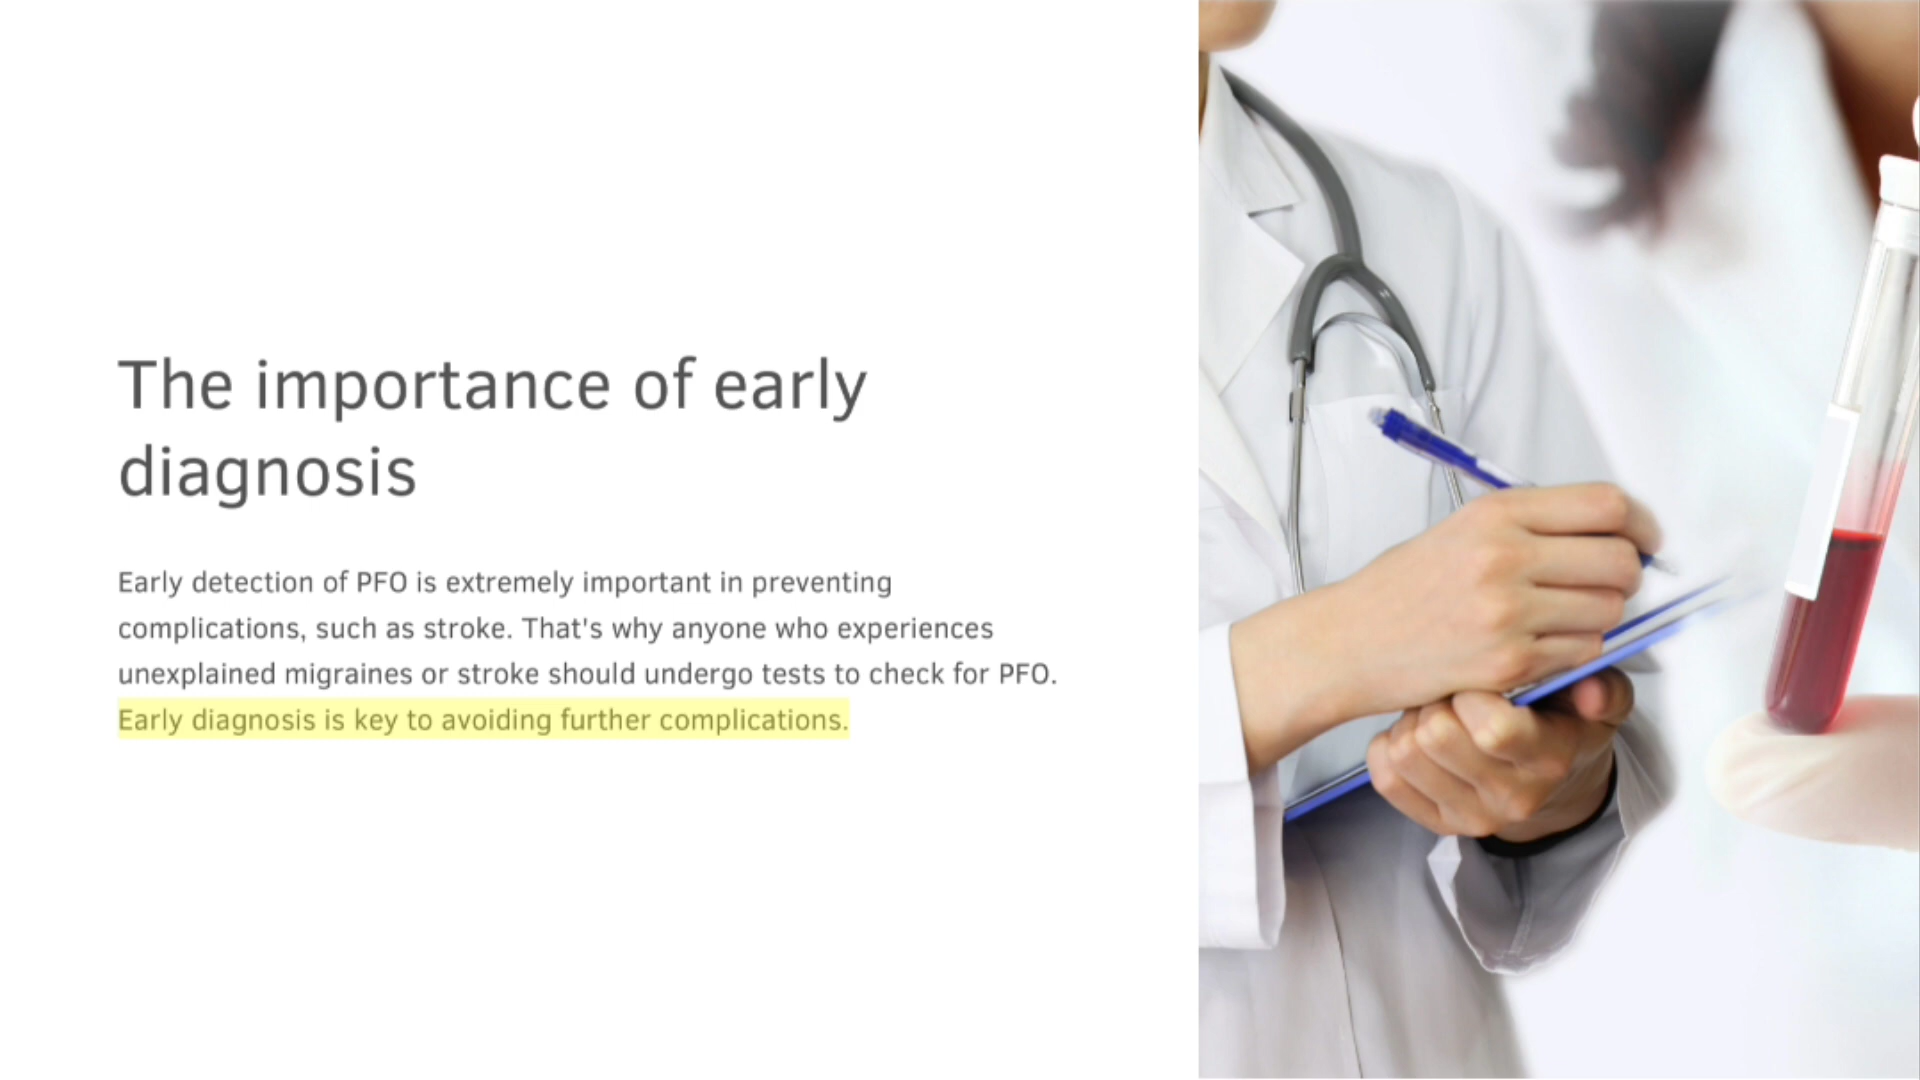 The importance of early
diagnosis
Early detection of PFO is extremely important in preventing
complications, such as stroke. That's why anyone who experiences
unexplained migraines or stroke should undergo tests to check for PFO.
Early diagnosis is key to avoiding further complications.